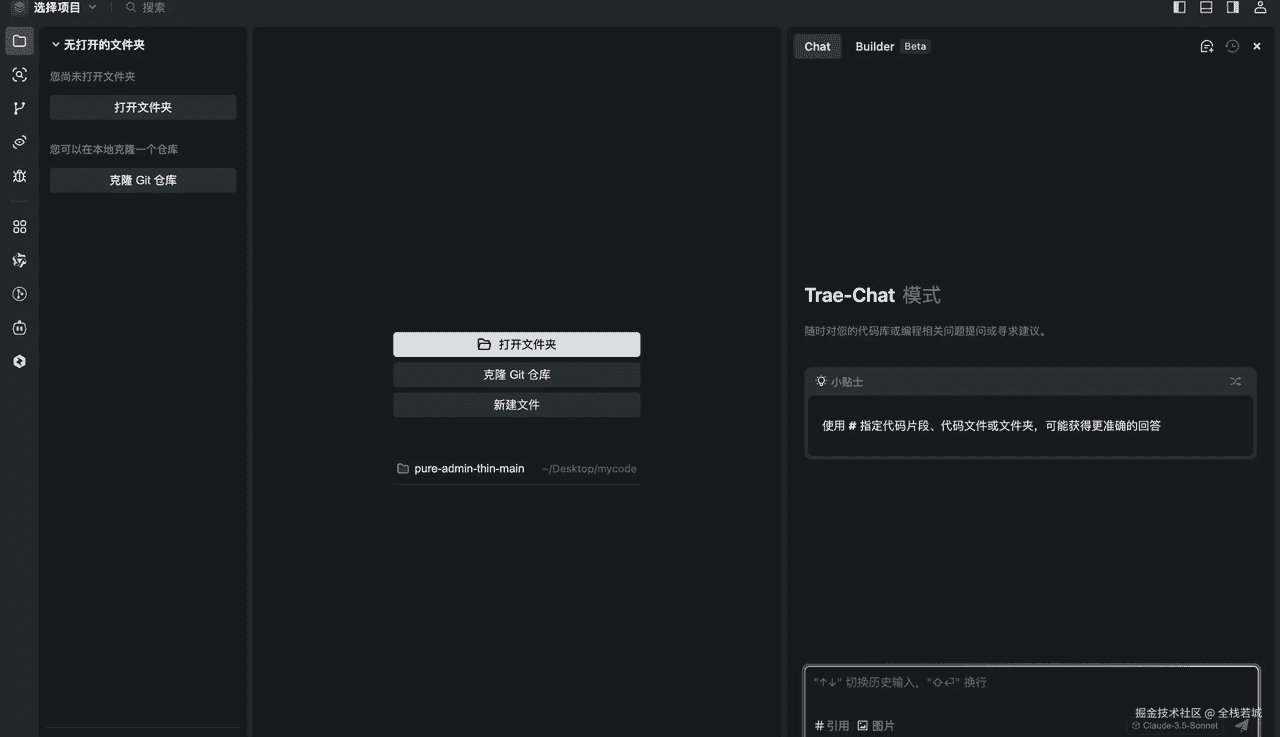 选择项目
搜索
无打开的文件夹
您尚未打开文件夹
打开文件夹
您可以在本地克隆一个仓库
克隆 Git 仓库
打开文件夹
克隆 Git 仓库
新建文件
pure-admin-thin-main ~/Desktop/mycode
Chat Builder Beta
Trae-Chat 模式
随时对您的代码库或编程相关问题提问或寻求建议。
小贴士
使用 # 指定代码片段、代码文件或文件夹，可能获得更准确的回答
"↑↓" 切换历史输入，"⇧⏎" 换行
# 引用 图片
掘金技术社区 @ 全栈若城
Claude-3.5-Sonnet